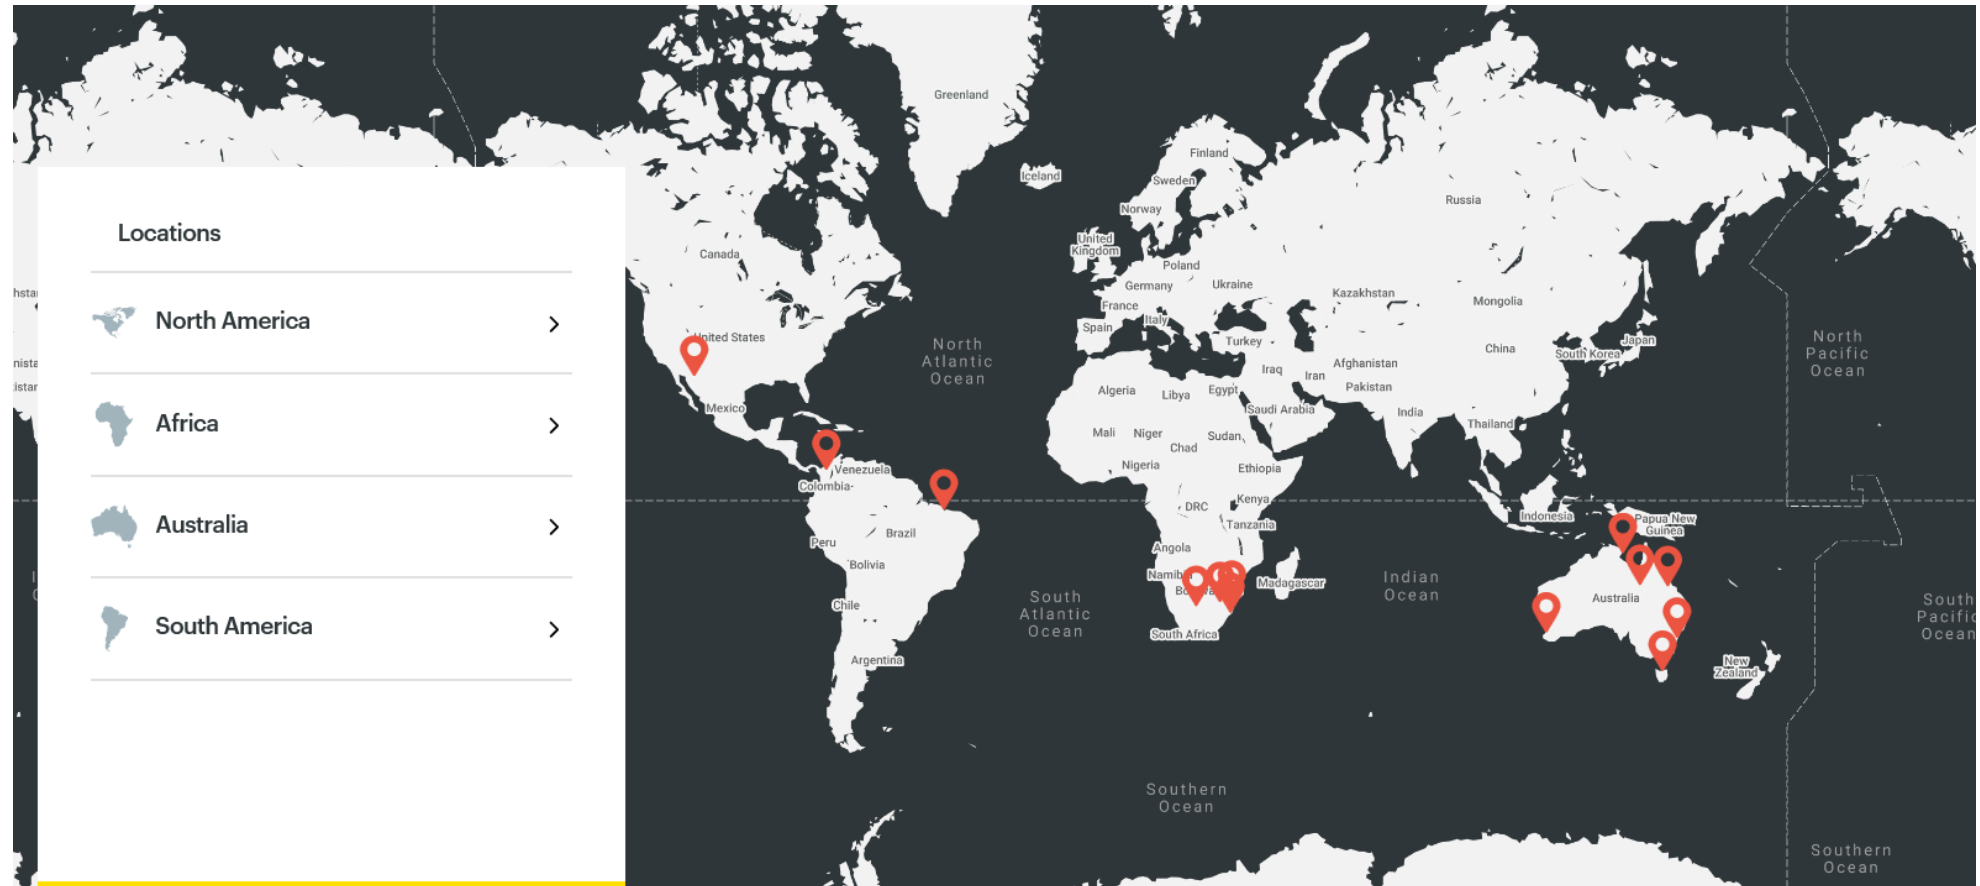 Locations
North America
Africa
Australia
South America
Greenland
Iceland
Finland
Sweden
Norway
Russia
United
Kingdom
Poland
Germany
Ukraine
France
Kazakhstan
Mongolia
Italy
Spain
Turkey
Japan
South Korea
China
Afghanistan
Iraq
Iran
Pakistan
Canada
United States
Mexico
North
Atlantic
Ocean
North
Pacific
Ocean
Algeria
Libya
Egypt
Saudi Arabia
India
Thailand
Mali
Niger
Chad
Sudan
Nigeria
Ethiopia
Venezuela
Colombia
DRC
Kenya
Tanzania
Indonesia
Papua New
Guinea
Brazil
Peru
Bolivia
Angola
Madagascar
Chile
Australia
South Africa
Argentina
New
Zealand
South
Atlantic
Ocean
Indian
Ocean
South
Pacific
Ocean
Southern
Ocean
Southern
Ocean